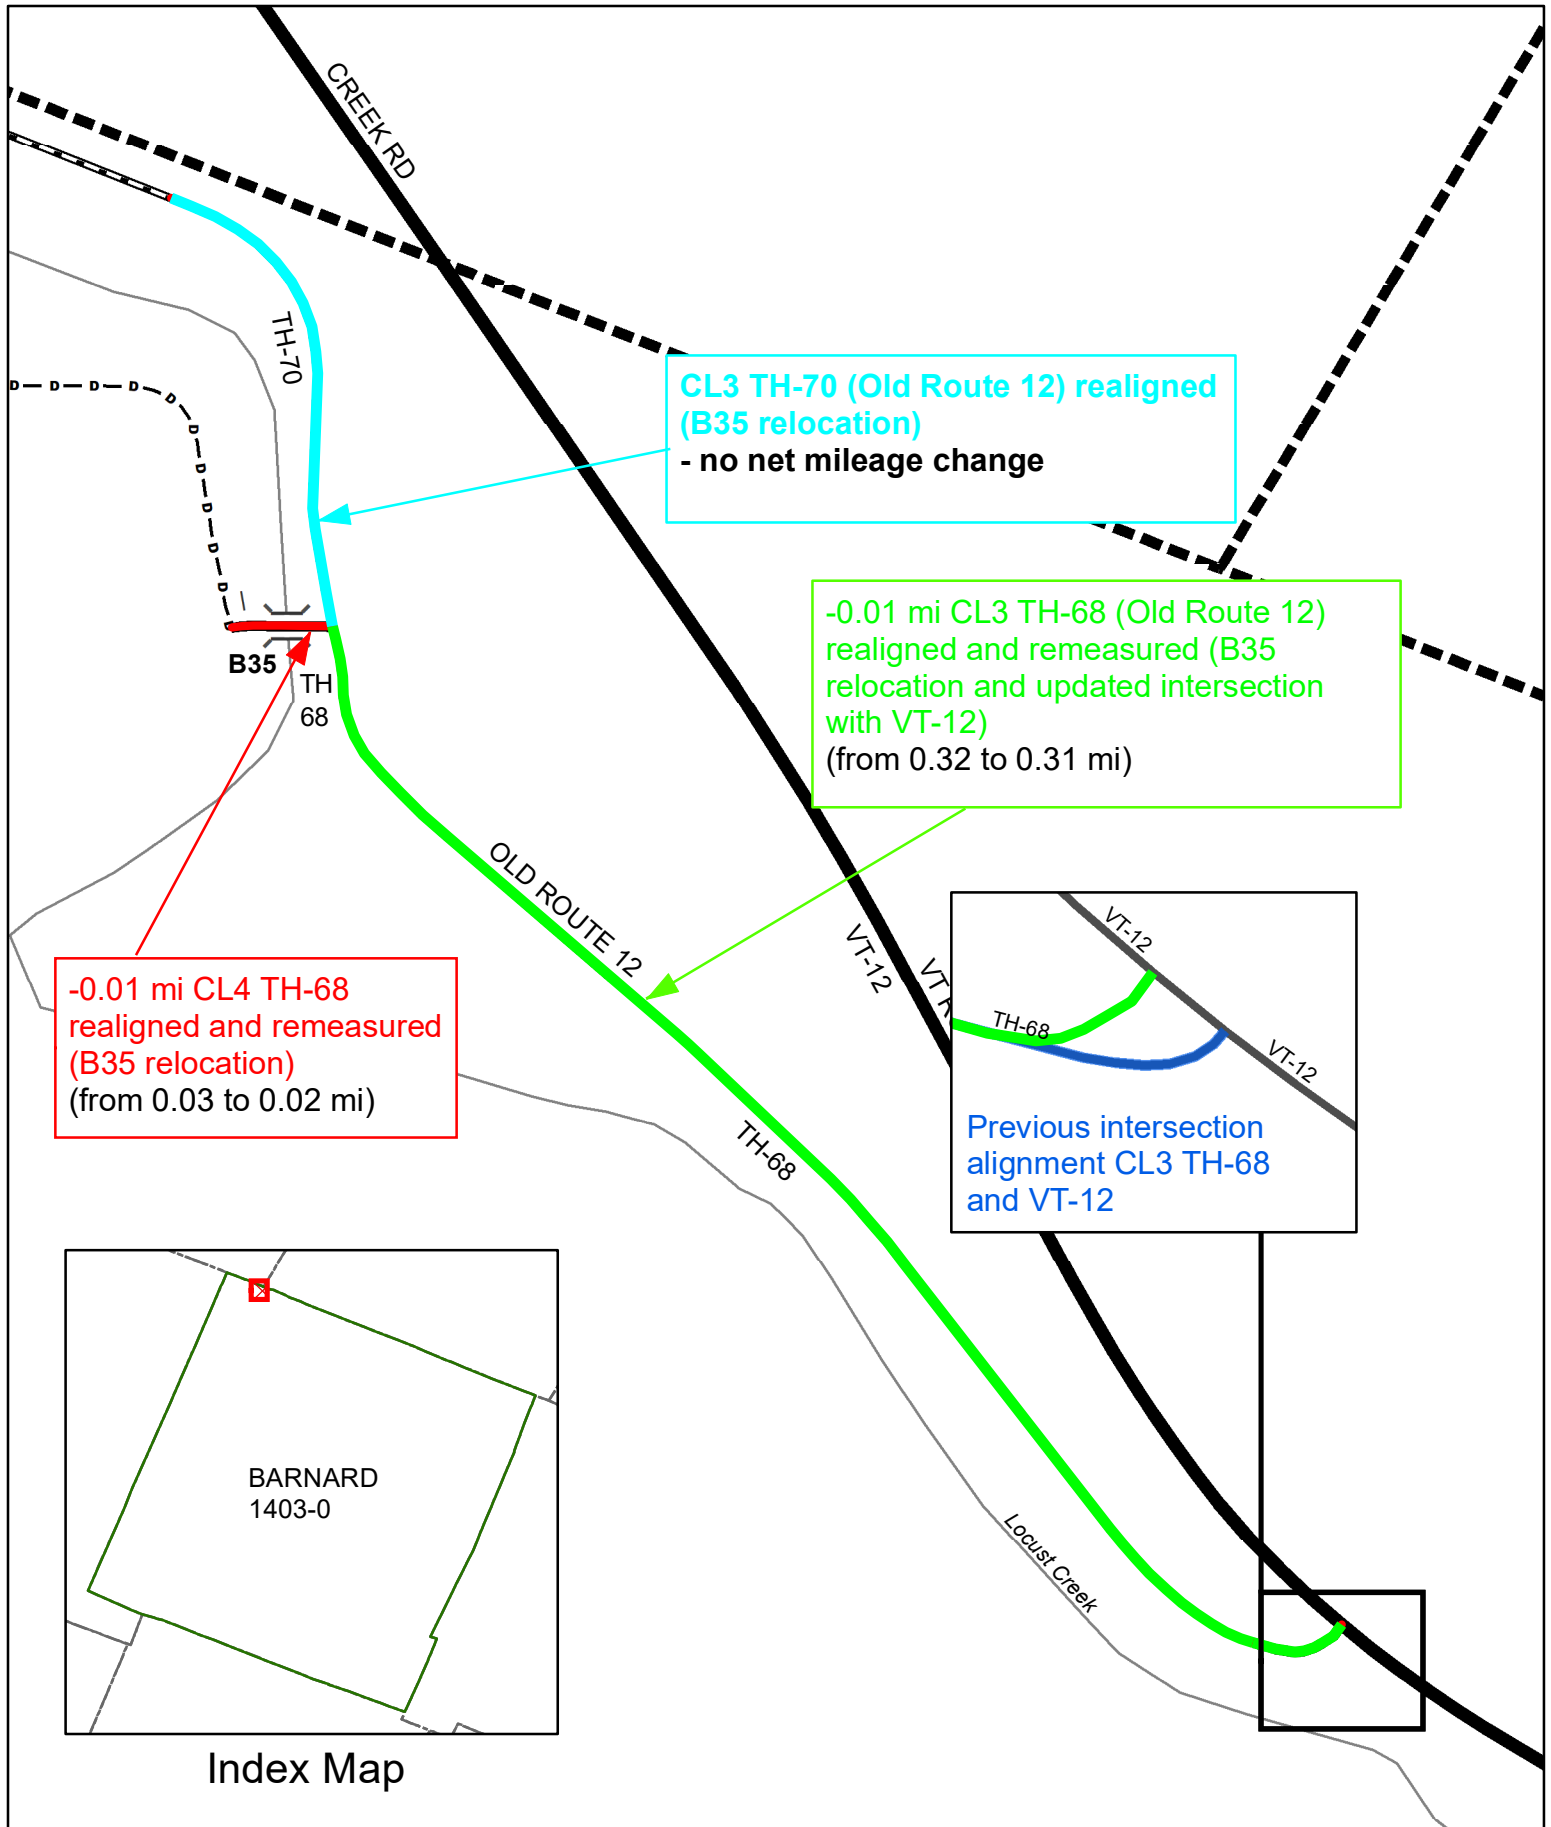 CREEK RD
TH-70
CL3 TH-70 (Old Route 12) realigned
(B35 relocation)
- no net mileage change
D D D D D D D D D D
-0.01 mi CL3 TH-68 (Old Route 12)
realigned and remeasured (B35
relocation and updated intersection
with VT-12)
(from 0.32 to 0.31 mi)
B35
TH
68
OLD ROUTE 12
VT-12
VT
-0.01 mi CL4 TH-68
realigned and remeasured
(B35 relocation)
(from 0.03 to 0.02 mi)
VT-12
TH-68
VT-12
Previous intersection
alignment CL3 TH-68
and VT-12
TH-68
BARNARD
1403-0
Locust Creek
Index Map